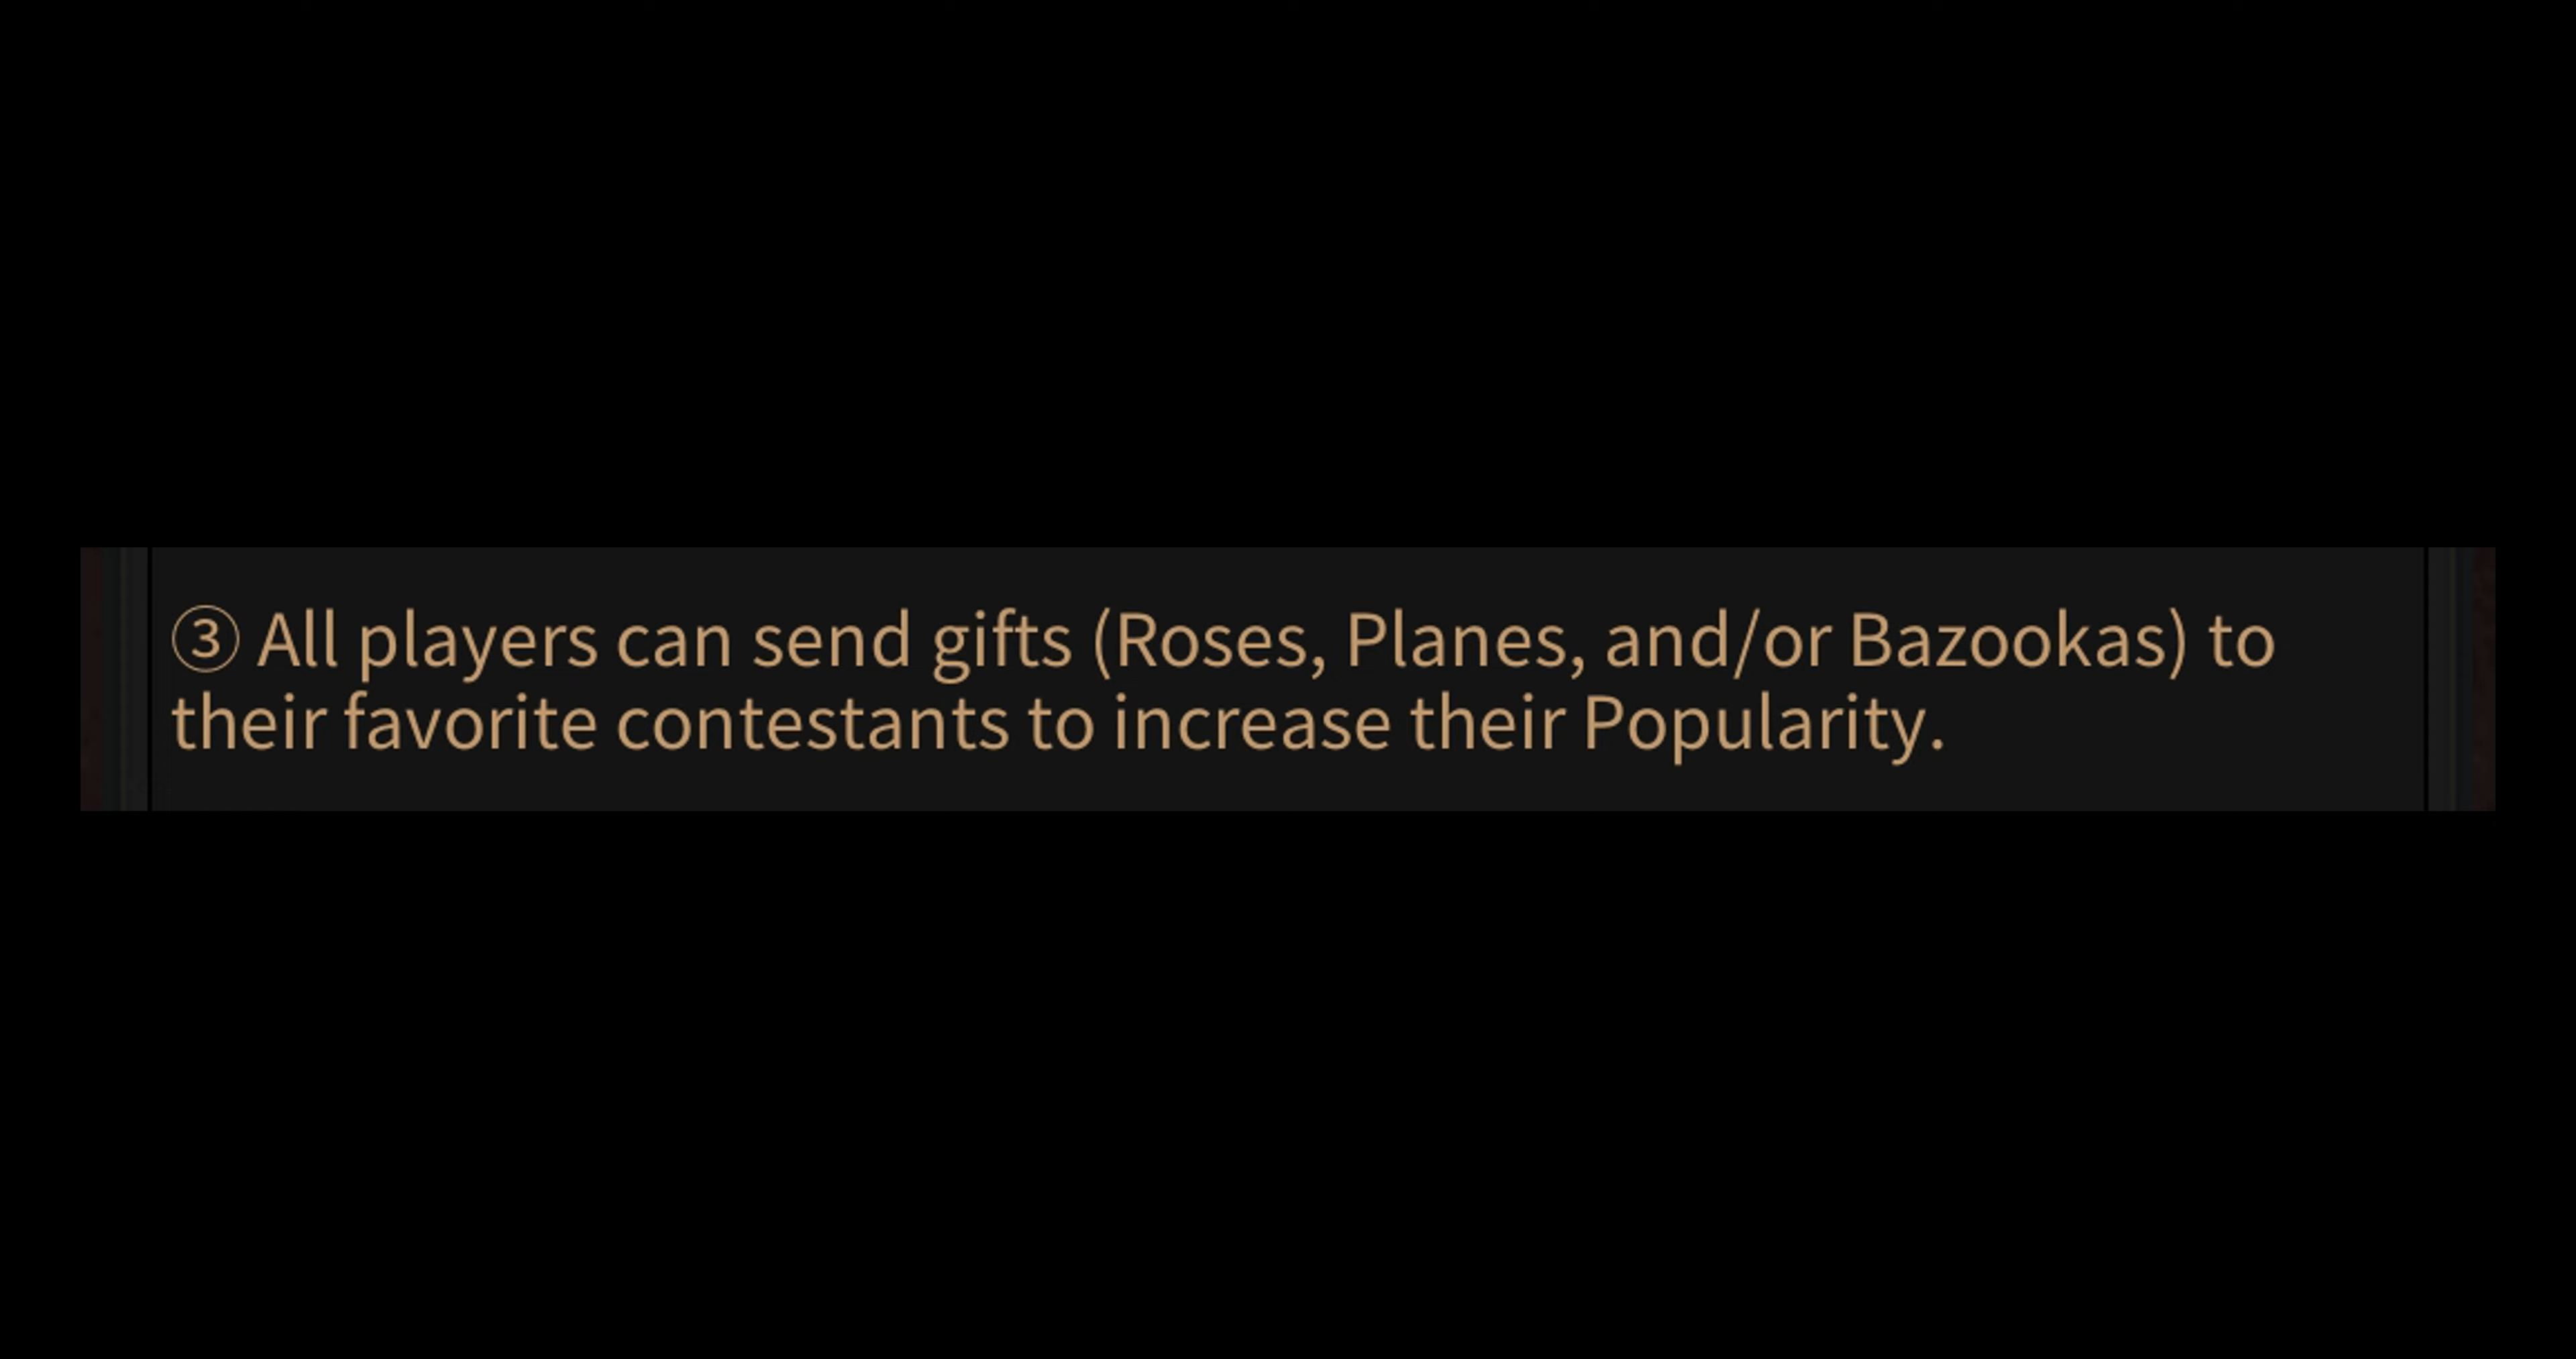 ③ All players can send gifts (Roses, Planes, and/or Bazookas) to
their favorite contestants to increase their Popularity.